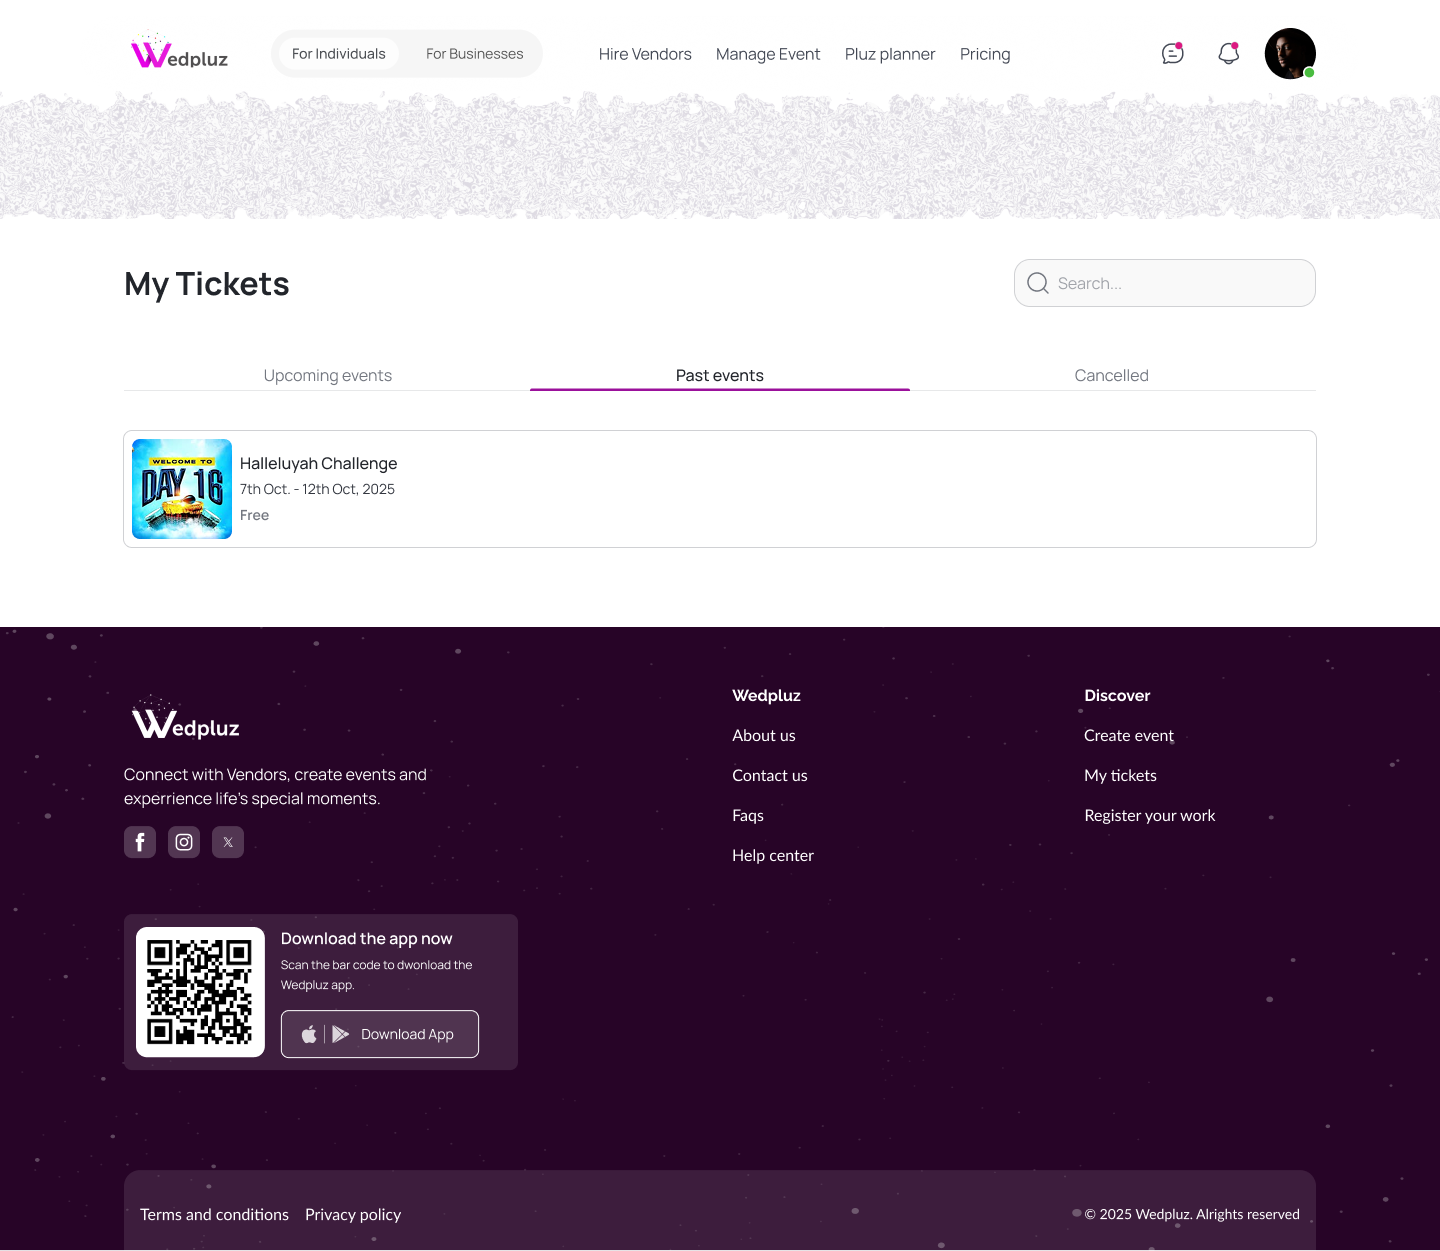 Wedpluz
For Individuals
For Businesses
Hire Vendors
Manage Event
Pluz planner
Pricing
My Tickets
Search...
Upcoming events
Past events
Cancelled
WELCOME TO
DAY 16
Halleluyah Challenge
7th Oct. - 12th Oct, 2025
Free
Wedpluz
Connect with Vendors, create events and
experrience life's special moments.
Wedpluz
About us
Contact us
Faqs
Help center
Discover
Create event
My tickets
Register your work
Download the app now
Scan the bar code to dwonload the
Wedpluz app.
Download App
Terms and conditions
Privacy policy
© 2025 Wedpluz. Alrights reserved